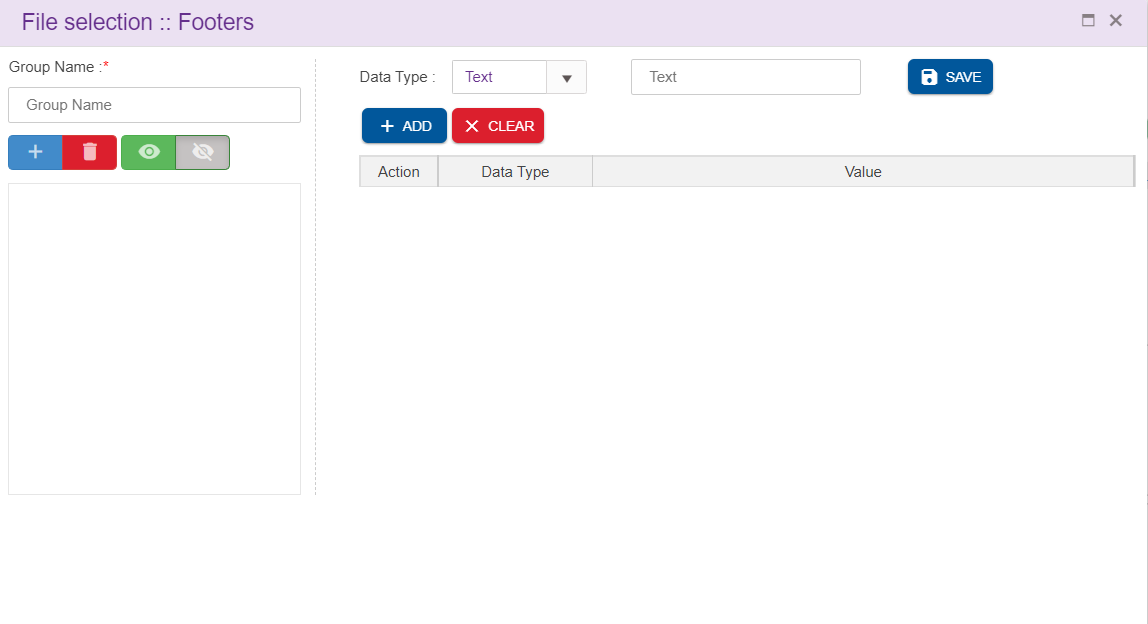 File selection :: Footers
Group Name :*
Group Name
Data Type :
Text
Text
SAVE
ADD
CLEAR
Action
Data Type
Value